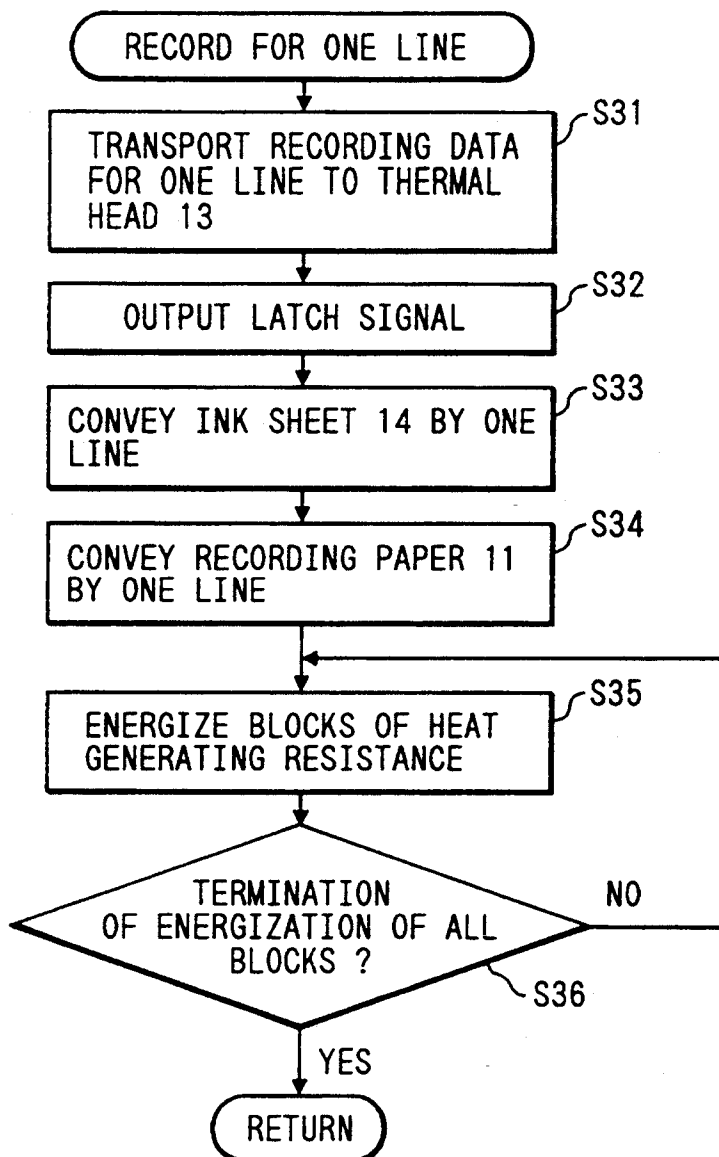 RECORD FOR ONE LINE
S31
TRANSPORT RECORDING DATA
FOR ONE LINE TO THERMAL
HEAD 13
S32
OUTPUT LATCH SIGNAL
S33
CONVEY INK SHEET 14 BY ONE
LINE
S34
CONVEY RECORDING PAPER 11
BY ONE LINE
S35
ENERGIZE BLOCKS OF HEAT
GENERATING RESISTANCE
TERMINATION
OF ENERGIZATION OF ALL
BLOCKS ?
NO
S36
YES
RETURN